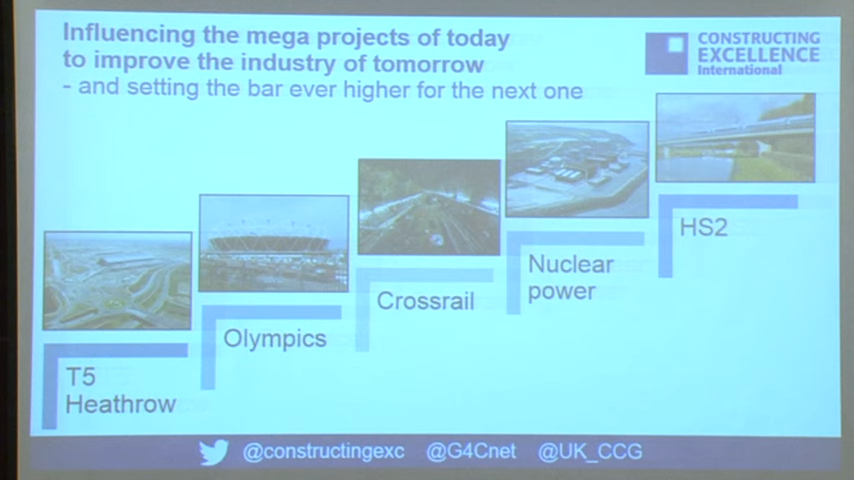 Influencing the mega projects of today
to improve the industry of tomorrow
- and setting the bar ever higher for the next one
CONSTRUCTING
EXCELLENCE
International
T5
Heathrow
Olympics
Crossrail
Nuclear
power
HS2
@constructingexc @G4Cnet @UK_CCG